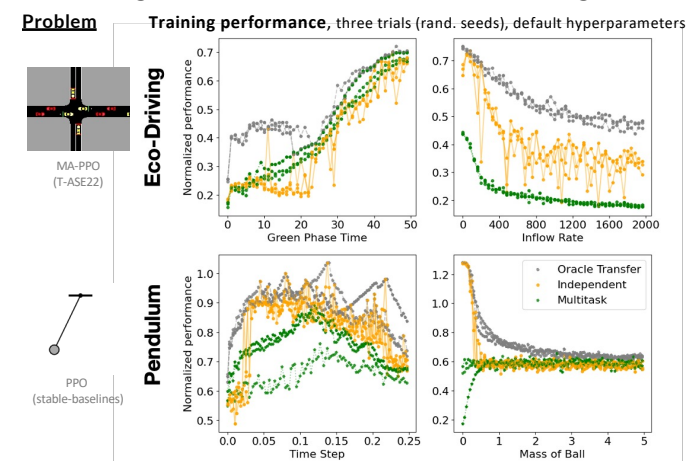 Problem
Training performance, three trials (rand. seeds), default hyperparameters
MA-PPO
(T-ASE22)
Eco-Driving
Normalized performance
0.7
0.6
0.5
0.4
0.3
0.2
0 10 20 30 40 50
Green Phase Time
0.7
0.6
0.5
0.4
0.3
0.2
0 400 800 1200 1600 2000
Inflow Rate
PPO
(stable-baselines)
Pendulum
Normalized performance
1.0
0.9
0.8
0.7
0.6
0.5
0.0 0.05 0.1 0.15 0.2 0.25
Time Step
Oracle Transfer
Independent
Multitask
1.2
1.0
0.8
0.6
0.4
0.2
0 1 2 3 4 5
Mass of Ball